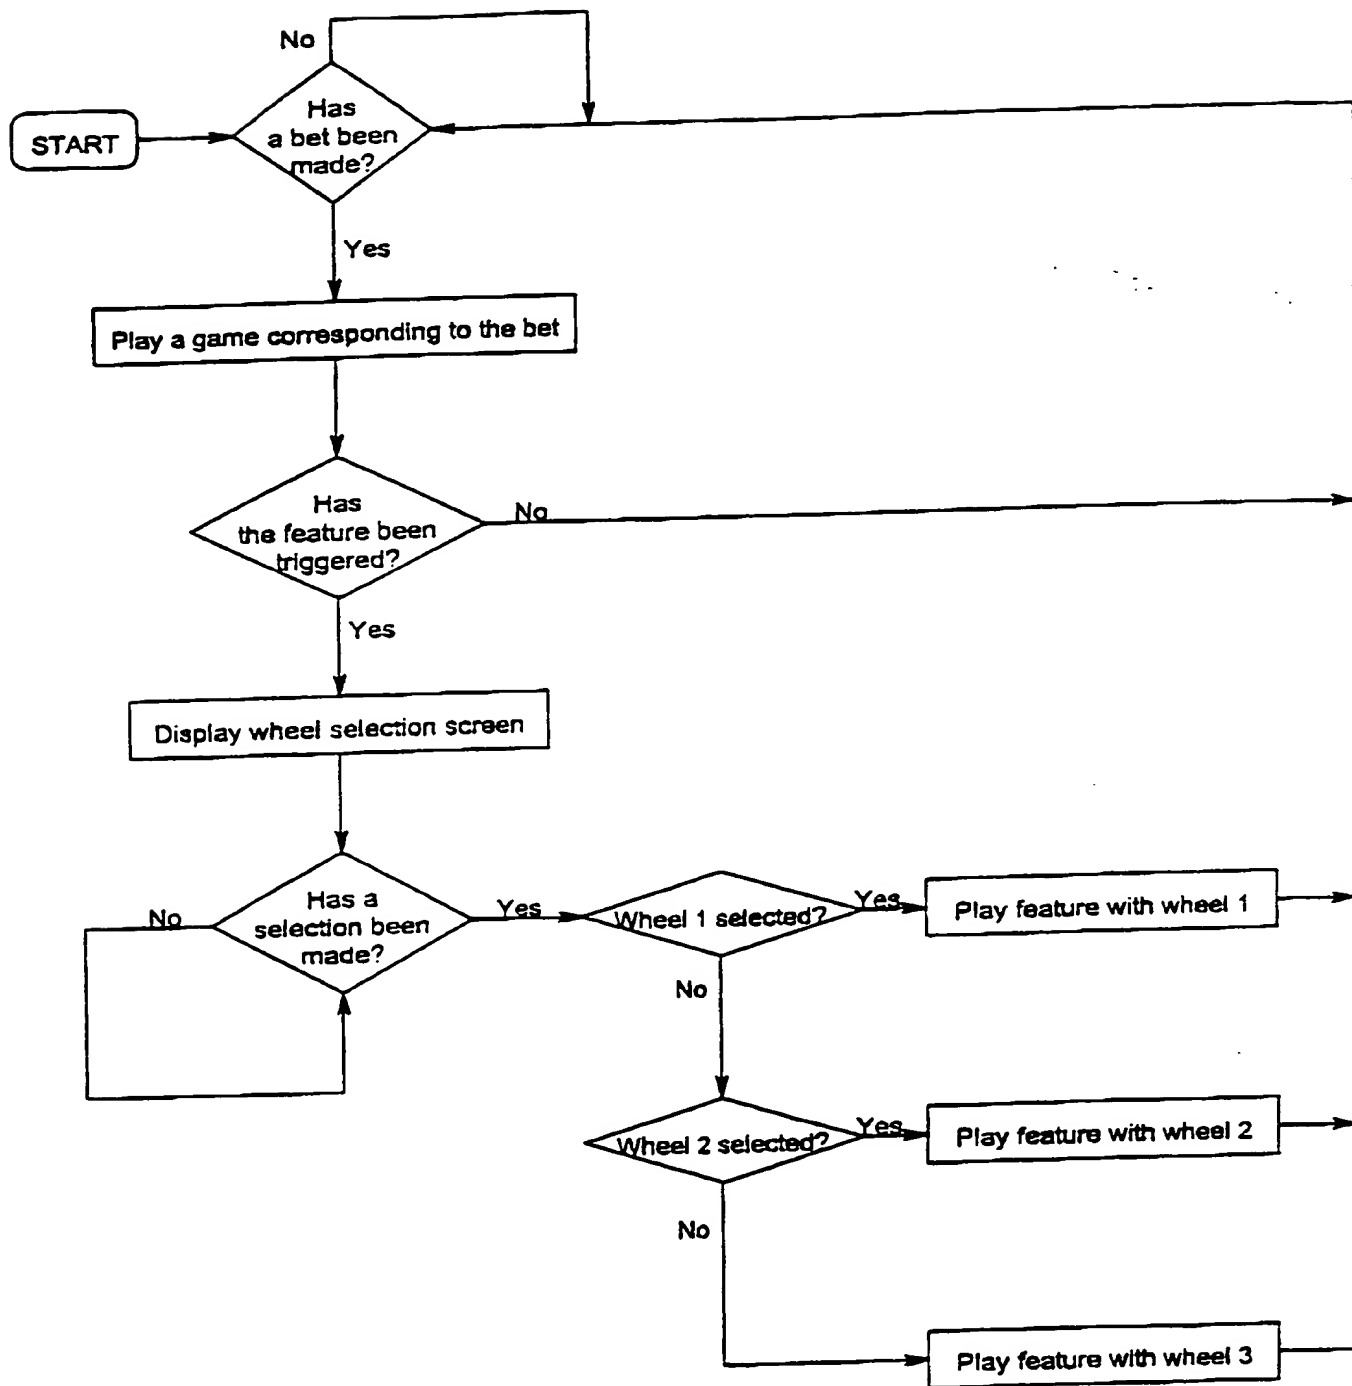 No
Has
a bet been
made?
START
Yes
Play a game corresponding to the bet
Has
the feature been
triggered?
No
Yes
Display wheel selection screen
Has a
selection been
made?
No
Yes
Wheel 1 selected?
Yes
Play feature with wheel 1
No
Wheel 2 selected?
Yes
Play feature with wheel 2
No
Play feature with wheel 3